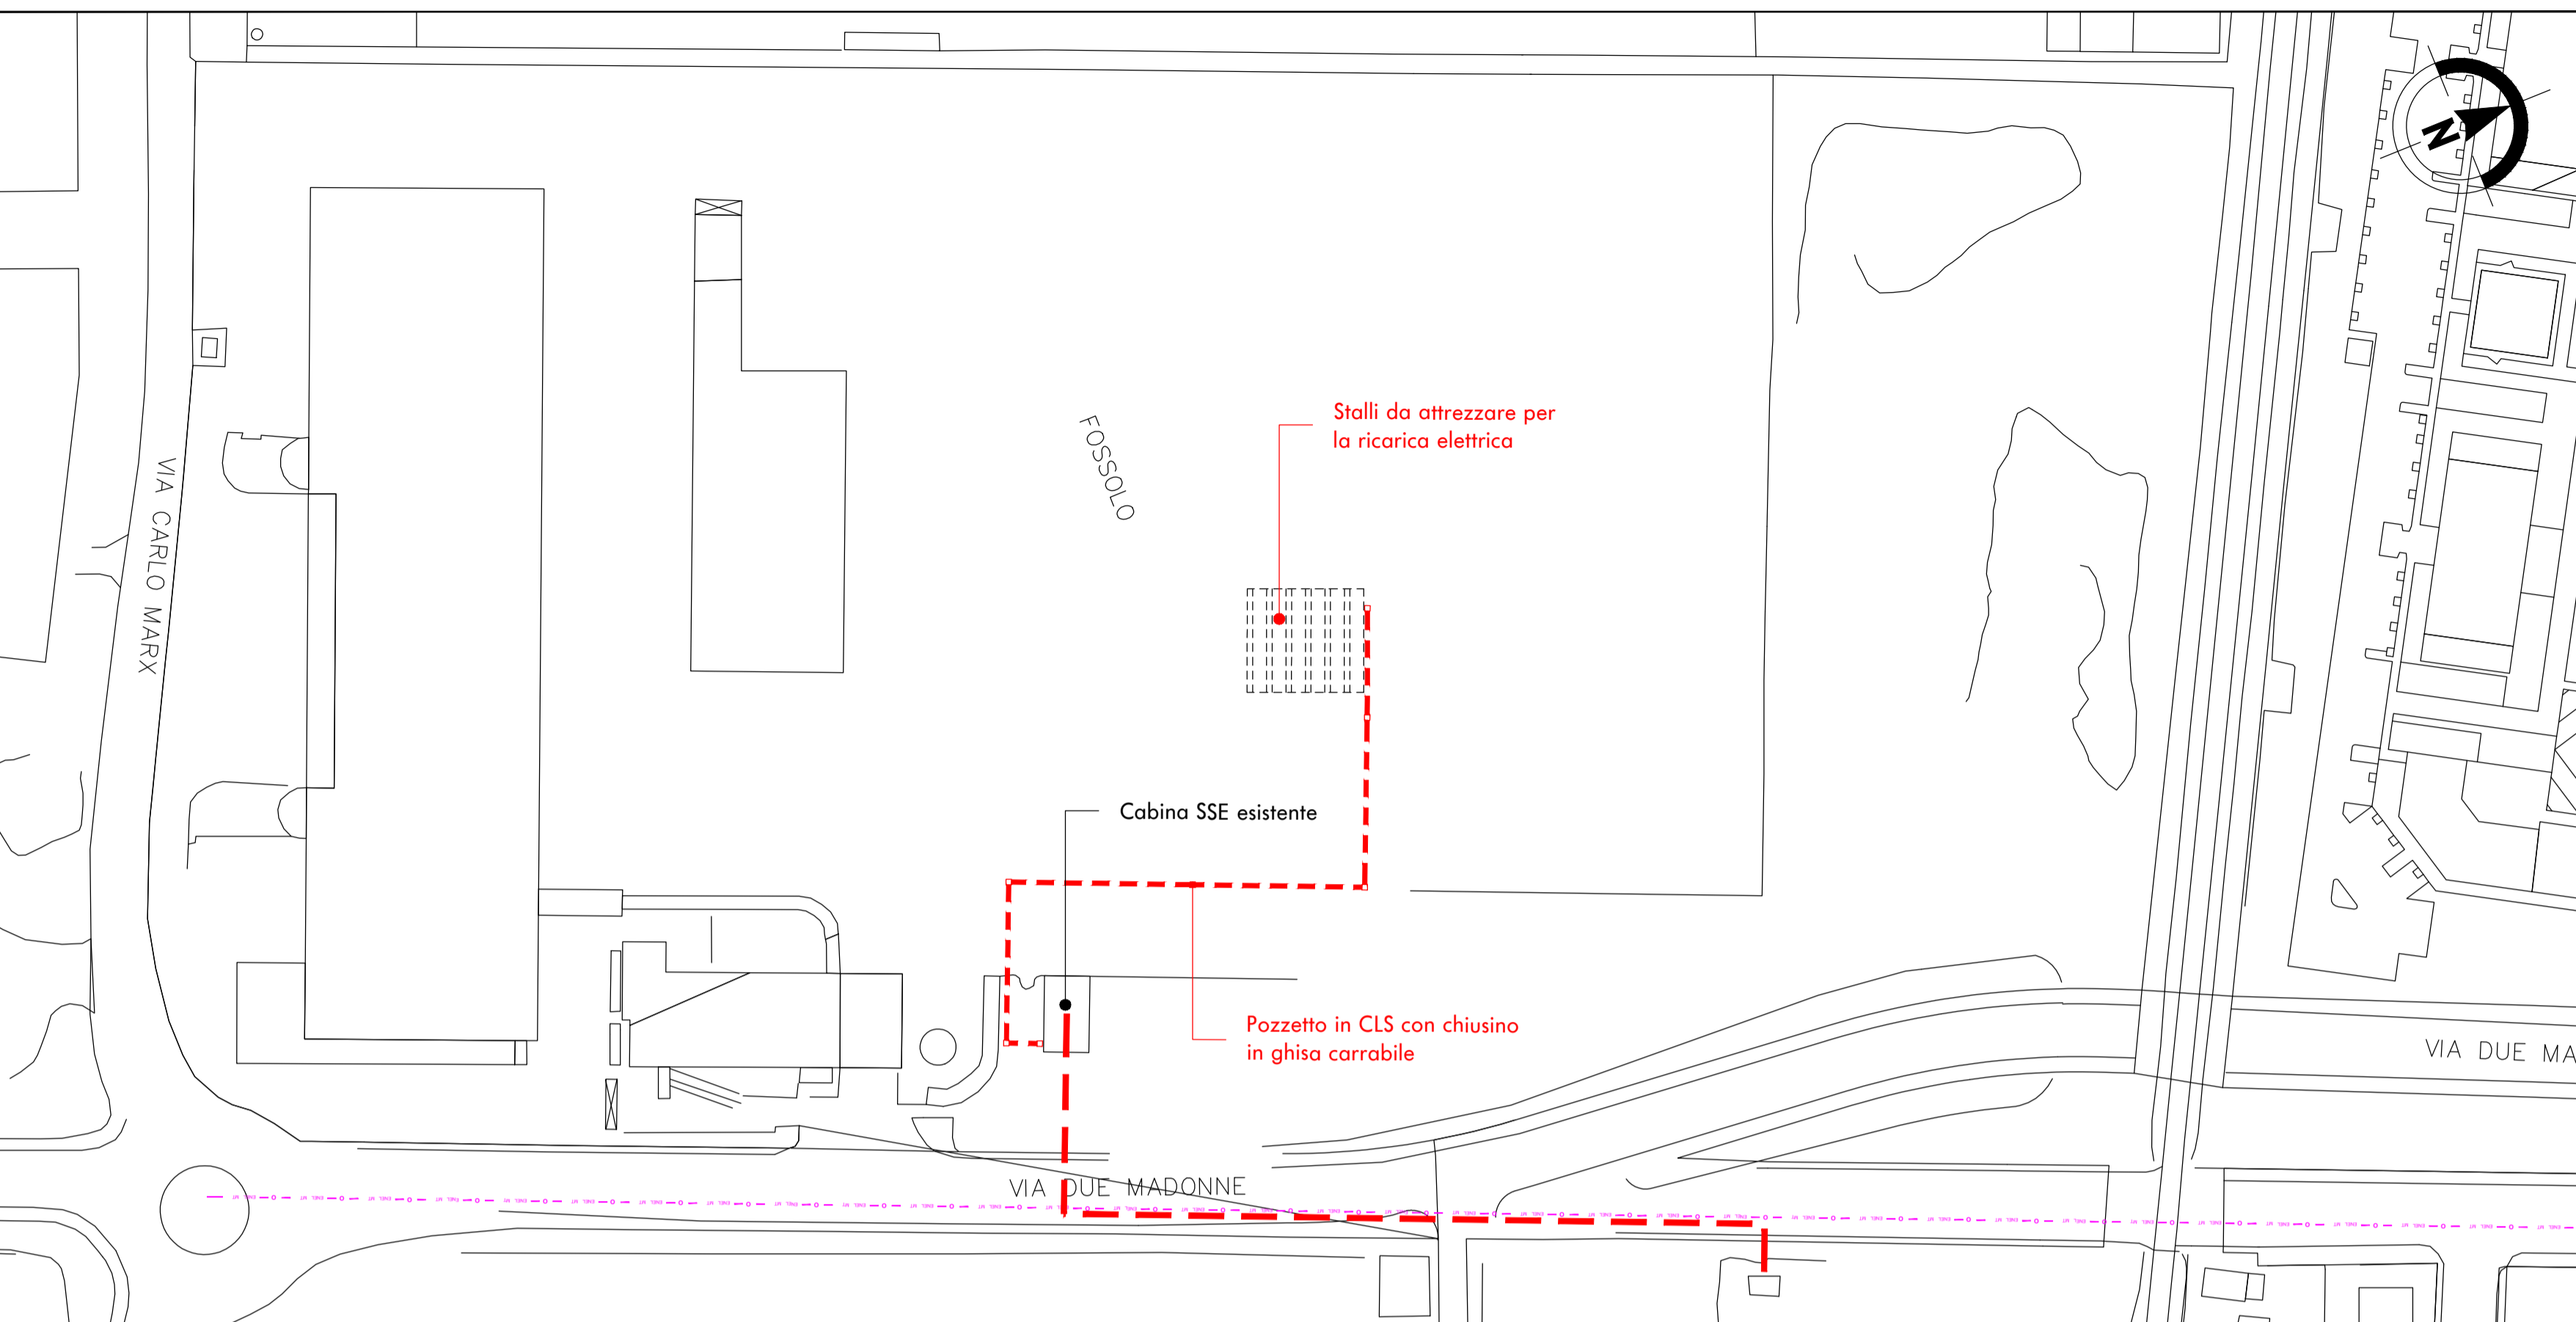 N
Stalli da attrezzare per
la ricarica elettrica
FOSSOLO
VIA CARLO MARX
Cabina SSE esistente
Pozzetto in CLS con chiusino
in ghisa carrabile
VIA DUE MA
VIA DUE MADONNE